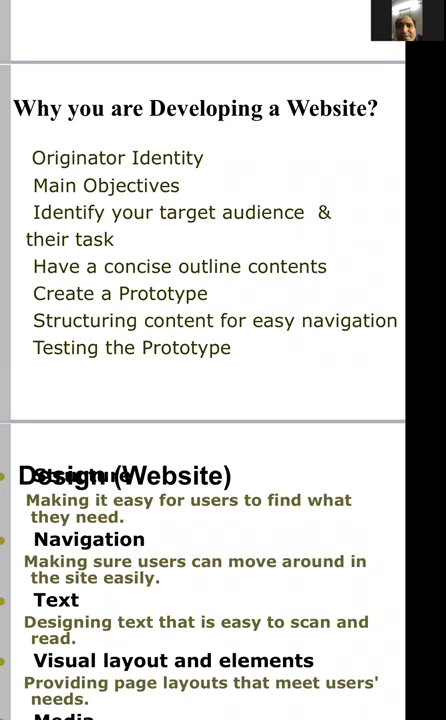 Why you are Developing a Website?
Originator Identity
Main Objectives
Identify your target audience &
their task
Have a concise outline contents
Create a Prototype
Structuring content for easy navigation
Testing the Prototype
Design (Website)
Structure
Making it easy for users to find what
they need.
Navigation
Making sure users can move around in
the site easily.
Text
Designing text that is easy to scan and
read.
Visual layout and elements
Providing page layouts that meet users'
needs.
Media